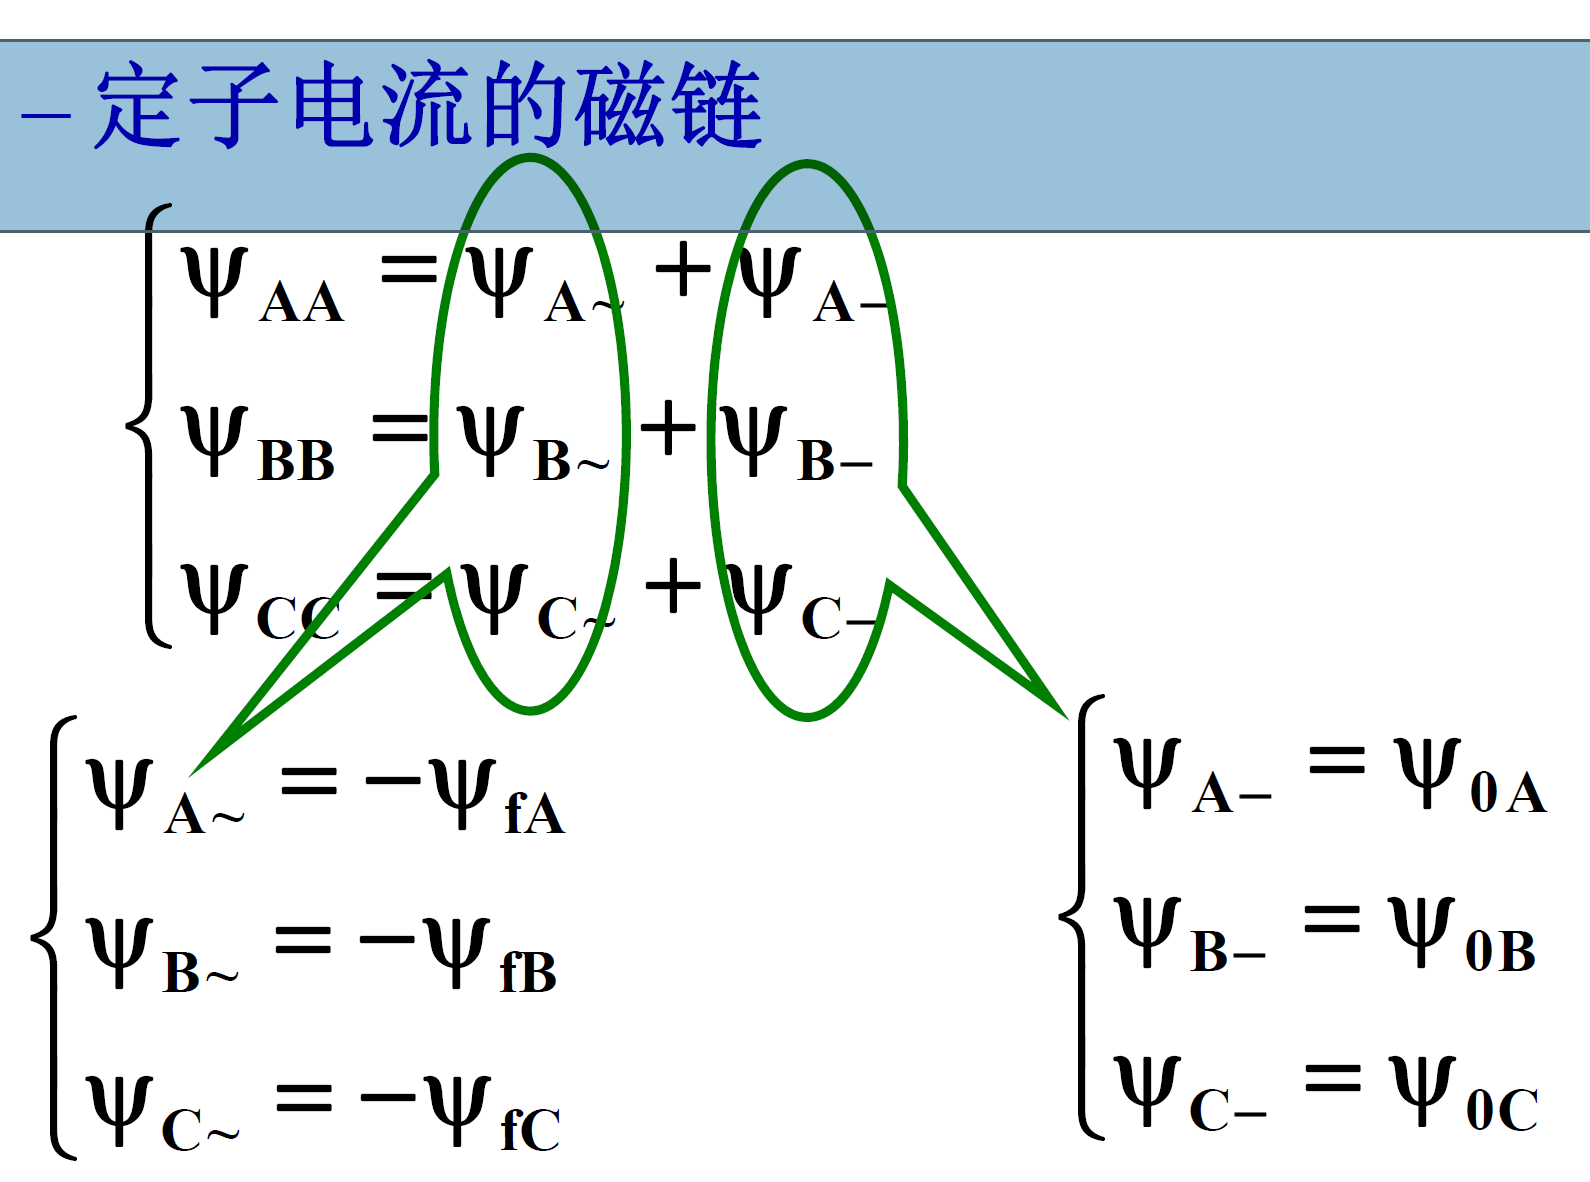 – 定子电流的磁链
ψAA = ψA~ + ψA–
ψBB = ψB~ + ψB–
ψCC = ψC~ + ψC–
ψA~ = –ψfA
ψB~ = –ψfB
ψC~ = –ψfC
ψA– = ψ0A
ψB– = ψ0B
ψC– = ψ0C